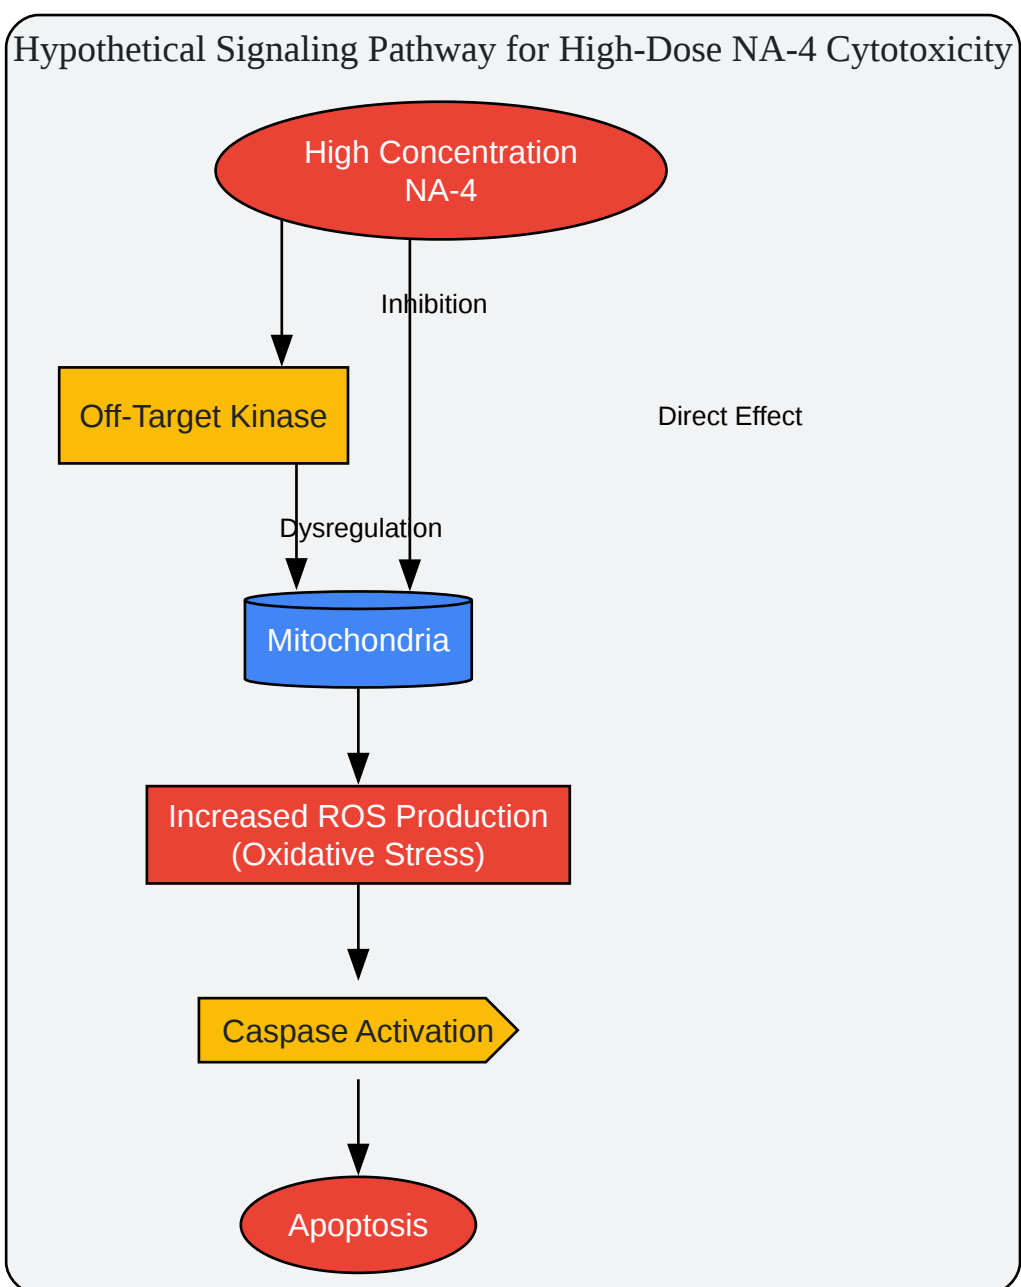 Hypothetical Signaling Pathway for High-Dose NA-4 Cytotoxicity
High Concentration
NA-4
Inhibition
Off-Target Kinase
Direct Effect
Dysregulation
Mitochondria
Increased ROS Production
(Oxidative Stress)
Caspase Activation
Apoptosis